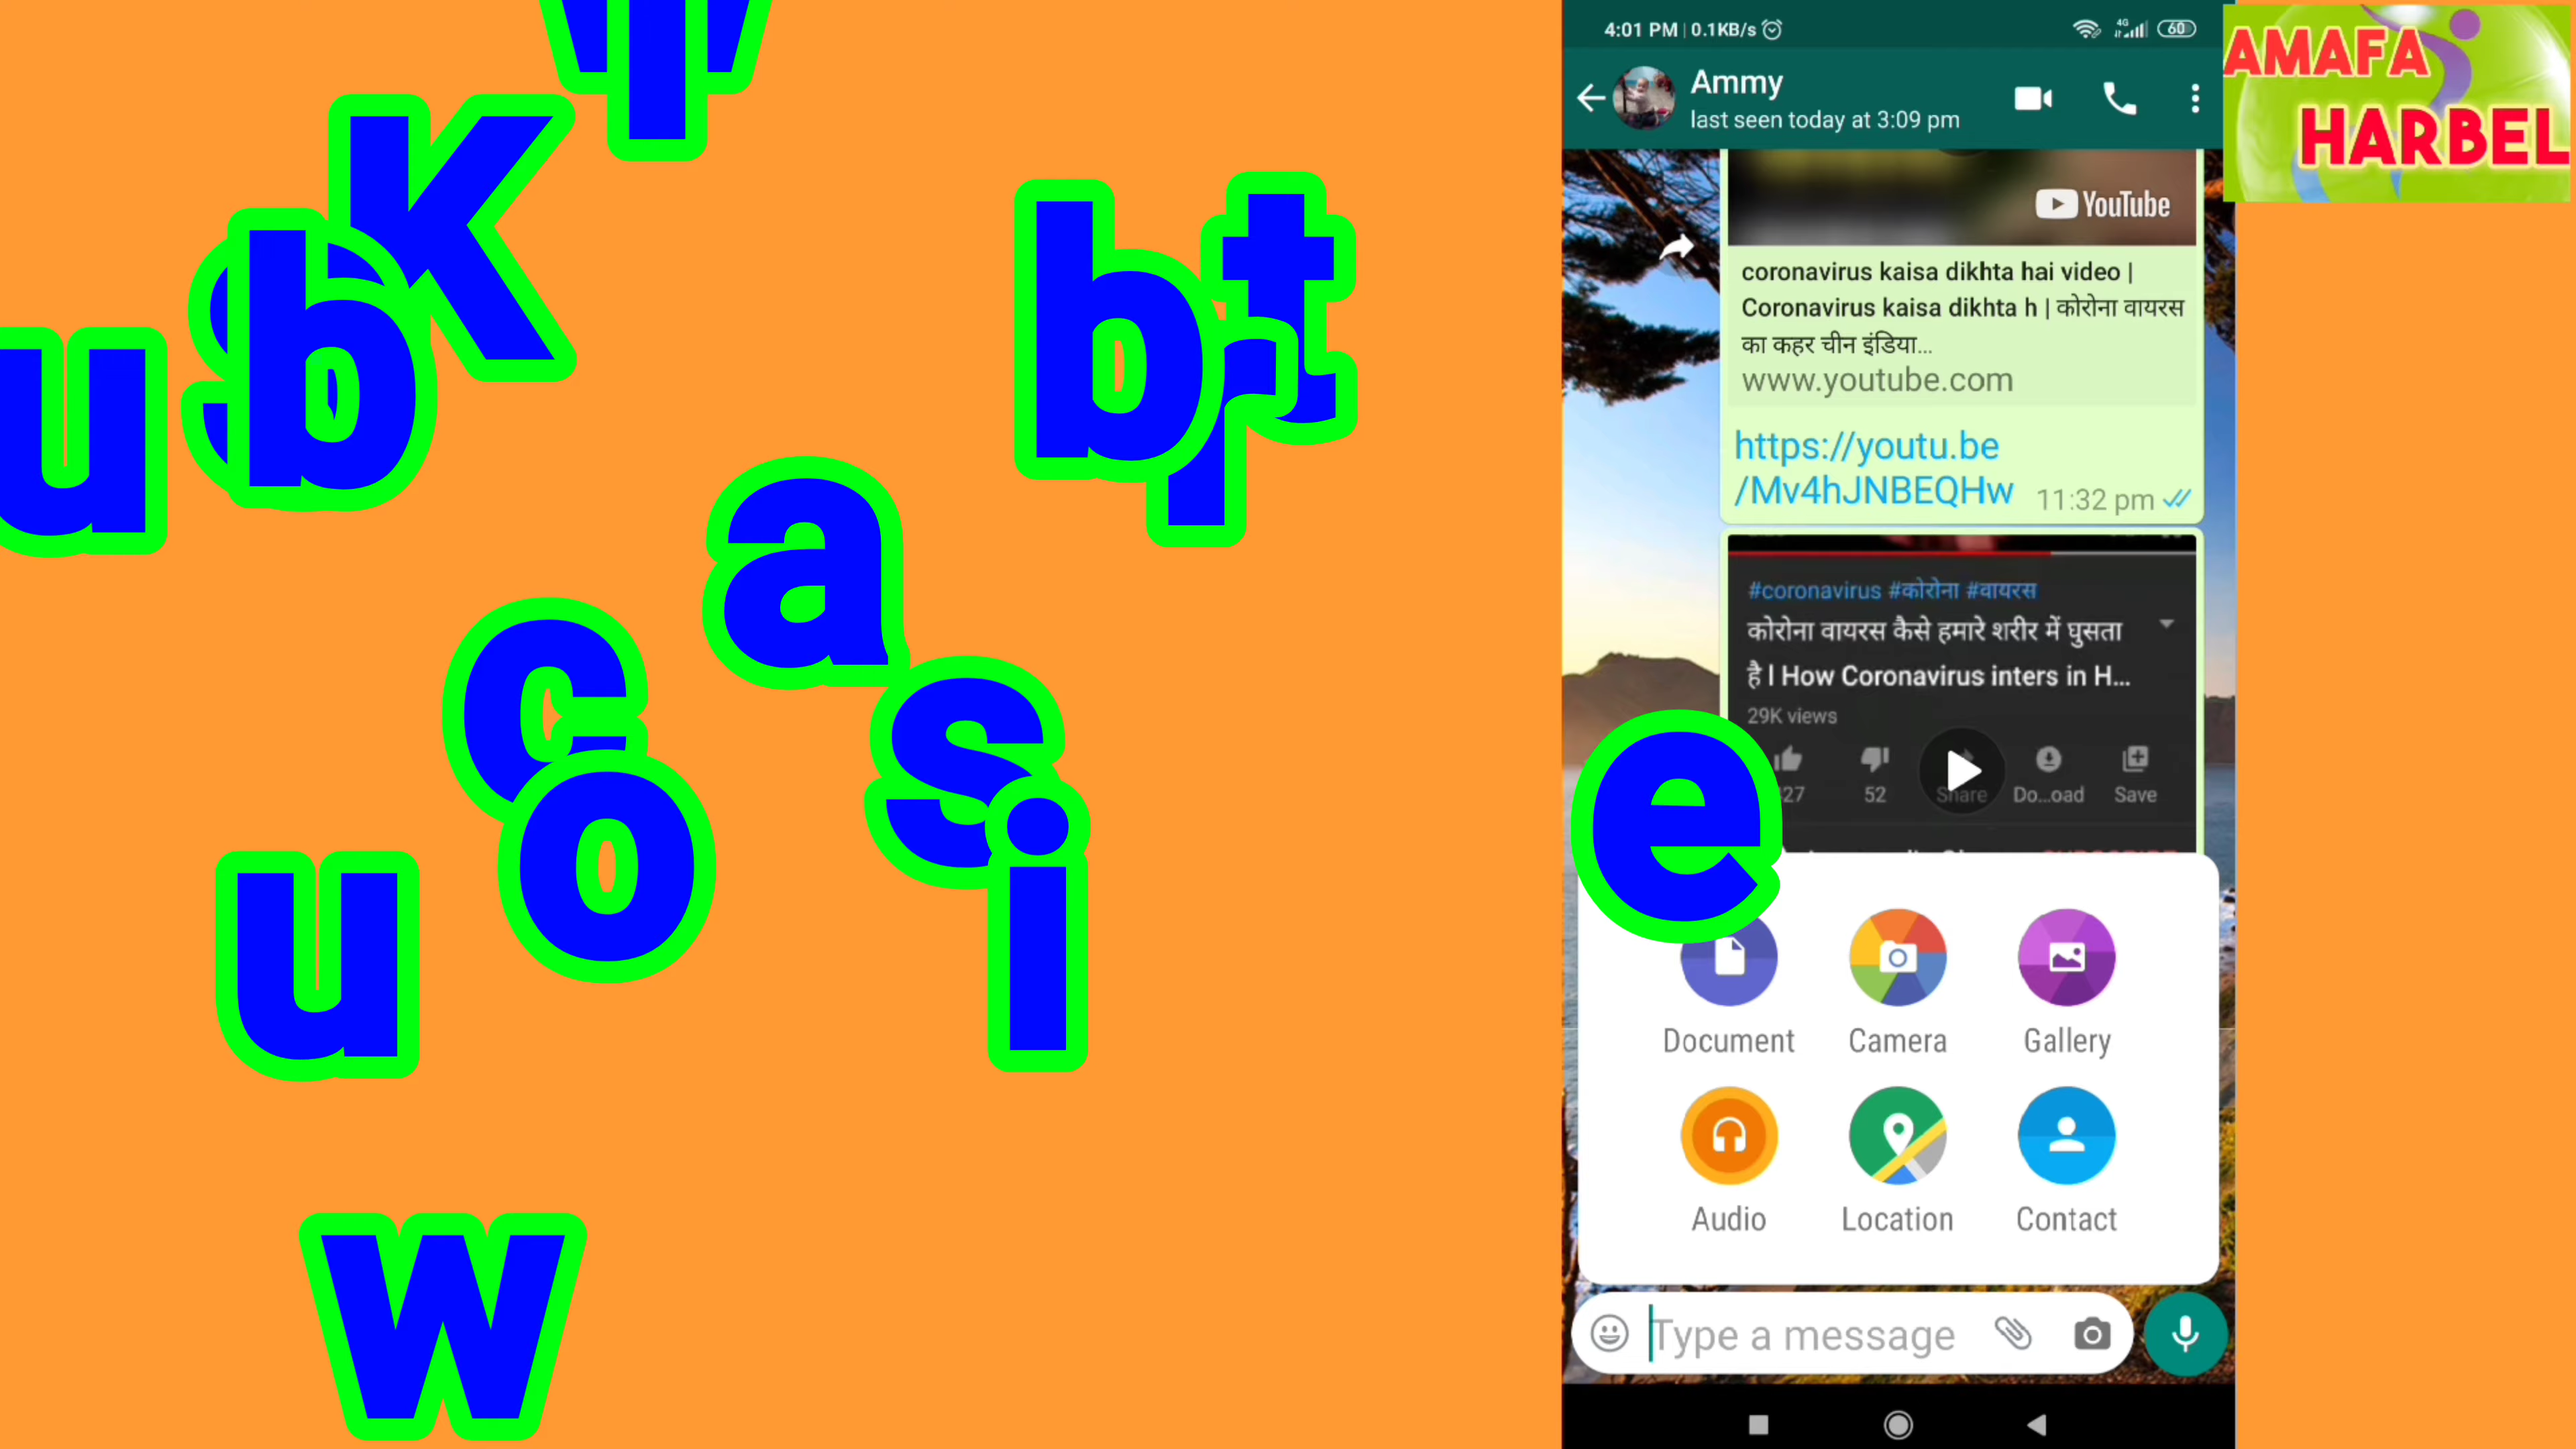 K
b
u
b
t
r
a
c
s
o
i
u
w
e
4:01 PM | 0.1KB/s
4G
60
Ammy
last seen today at 3:09 pm
AMAFA
HARBEL
YouTube
coronavirus kaisa dikhta hai video |
Coronavirus kaisa dikhta h | कोरोना वायरस
का कहर चीन इंडिया...
www.youtube.com
https://youtu.be
/Mv4hJNBEQHw
11:32 pm
#coronavirus #कोरोना #वायरस
कोरोना वायरस कैसे हमारे शरीर में घुसता
है l How Coronavirus inters in H...
29K views
52
Share
Do...oad
Save
Document
Camera
Gallery
Audio
Location
Contact
Type a message